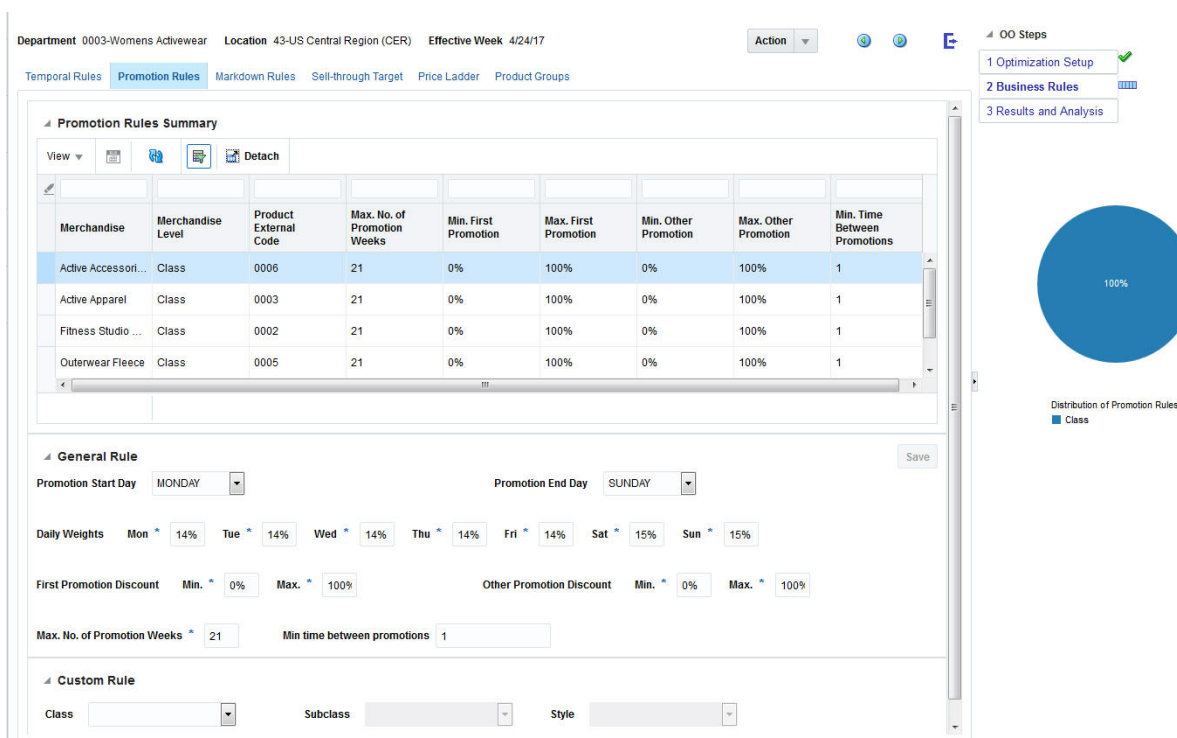 Department 0003-Womens Activewear Location 43-US Central Region (CER) Effective Week 4/24/17 Action
Temporal Rules Promotion Rules Markdown Rules Sell-through Target Price Ladder Product Groups
Promotion Rules Summary
View Detach
Merchandise Merchandise Level Product External Code Max. No. of Promotion Weeks Min. First Promotion Max. First Promotion Min. Other Promotion Max. Other Promotion Min. Time Between Promotions
Active Accessori... Class 0006 21 0% 100% 0% 100% 1
Active Apparel Class 0003 21 0% 100% 0% 100% 1
Fitness Studio ... Class 0002 21 0% 100% 0% 100% 1
Outerwear Fleece Class 0005 21 0% 100% 0% 100% 1
General Rule Save
Promotion Start Day MONDAY Promotion End Day SUNDAY
Daily Weights Mon * 14% Tue * 14% Wed * 14% Thu * 14% Fri * 14% Sat * 15% Sun * 15%
First Promotion Discount Min. * 0% Max. * 100% Other Promotion Discount Min. * 0% Max. * 100%
Max. No. of Promotion Weeks * 21 Min time between promotions 1
Custom Rule
Class Subclass Style
OO Steps
1 Optimization Setup
2 Business Rules
3 Results and Analysis
100%
Distribution of Promotion Rules
Class